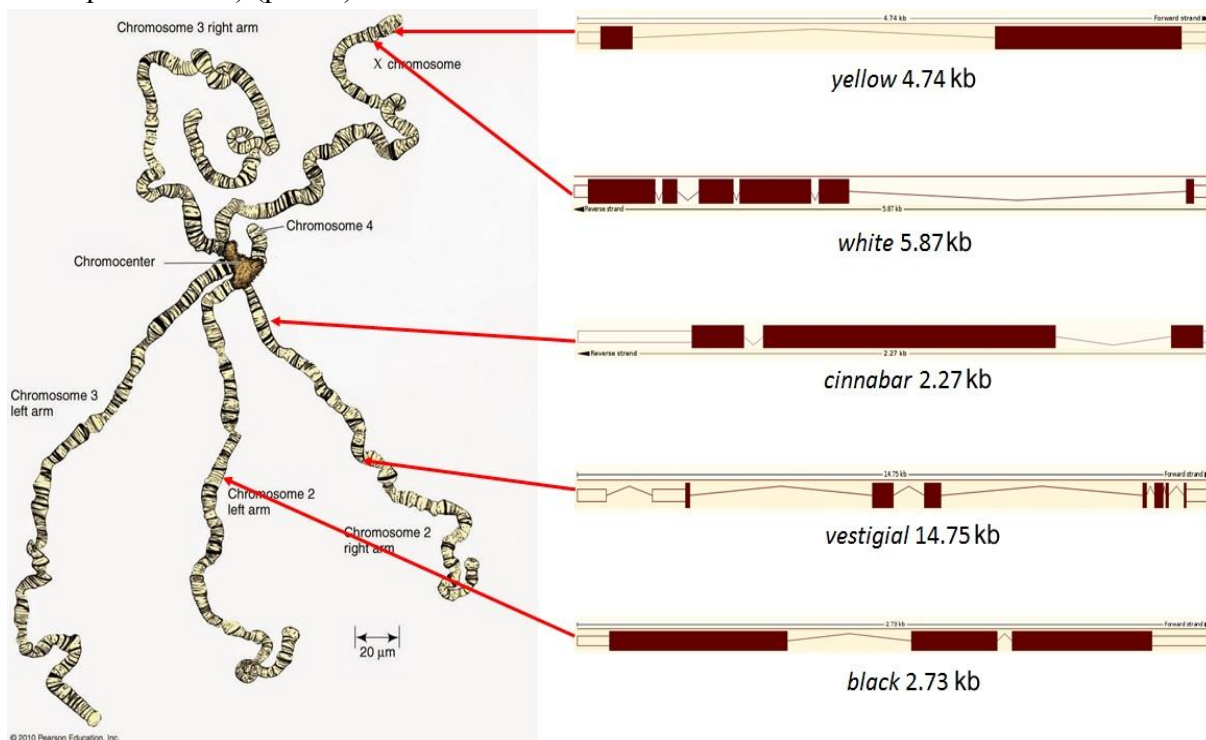 Chromosome 3 right arm
X chromosome
Chromosome 4
Chromocenter
Chromosome 3
left arm
Chromosome 2
left arm
Chromosome 2
right arm
20 μm
© 2010 Pearson Education, Inc.
4.74 kb
Forward strand
yellow 4.74 kb
Reverse strand
5.87 kb
white 5.87 kb
Reverse strand
2.27 kb
cinnabar 2.27 kb
14.75 kb
Forward strand
vestigial 14.75 kb
2.73 kb
Forward strand
black 2.73 kb